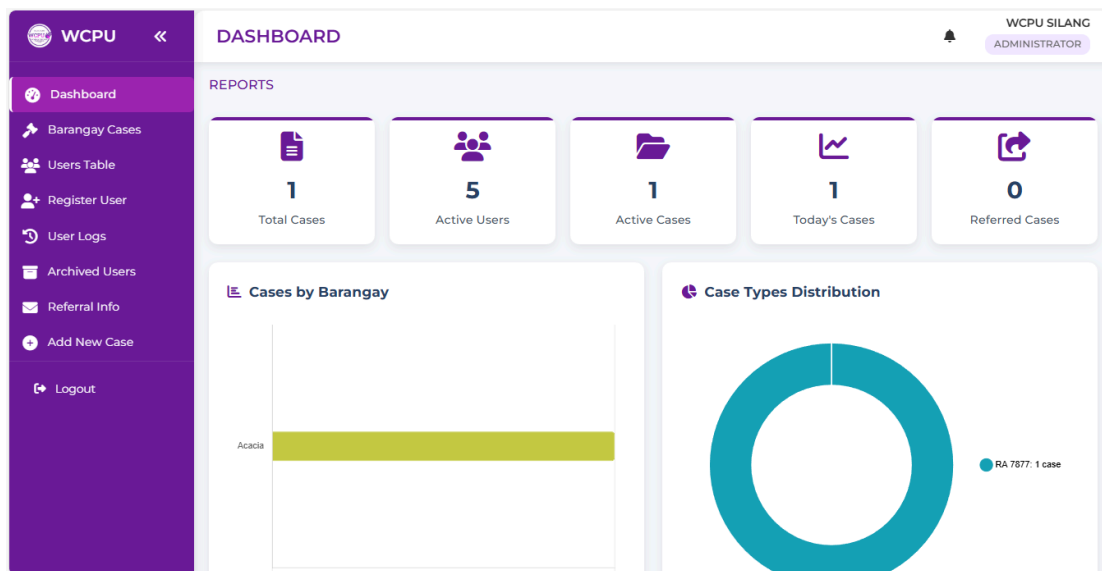 WCPU
DASHBOARD
WCPU SILANG
ADMINISTRATOR
Dashboard
Barangay Cases
Users Table
Register User
User Logs
Archived Users
Referral Info
Add New Case
Logout
REPORTS
1
Total Cases
5
Active Users
1
Active Cases
1
Today's Cases
0
Referred Cases
Cases by Barangay
Acacia
Case Types Distribution
RA 7877: 1 case